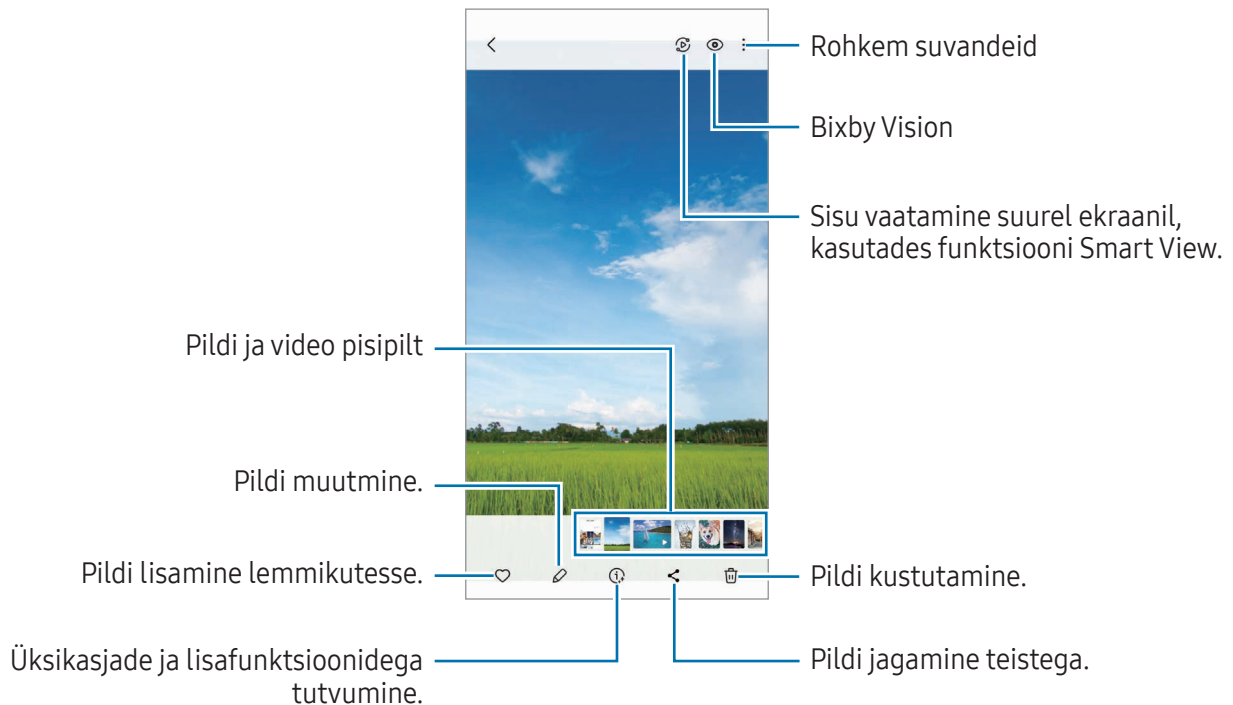 Rohkem suvandeid
Bixby Vision
Sisu vaatamine suurel ekraanil,
kasutades funktsiooni Smart View.
Pildi ja video pisipilt
Pildi muutmine.
Pildi lisamine lemmikutesse.
Pildi kustutamine.
Üksikasjade ja lisafunktsioonidega
tutvumine.
Pildi jagamine teistega.